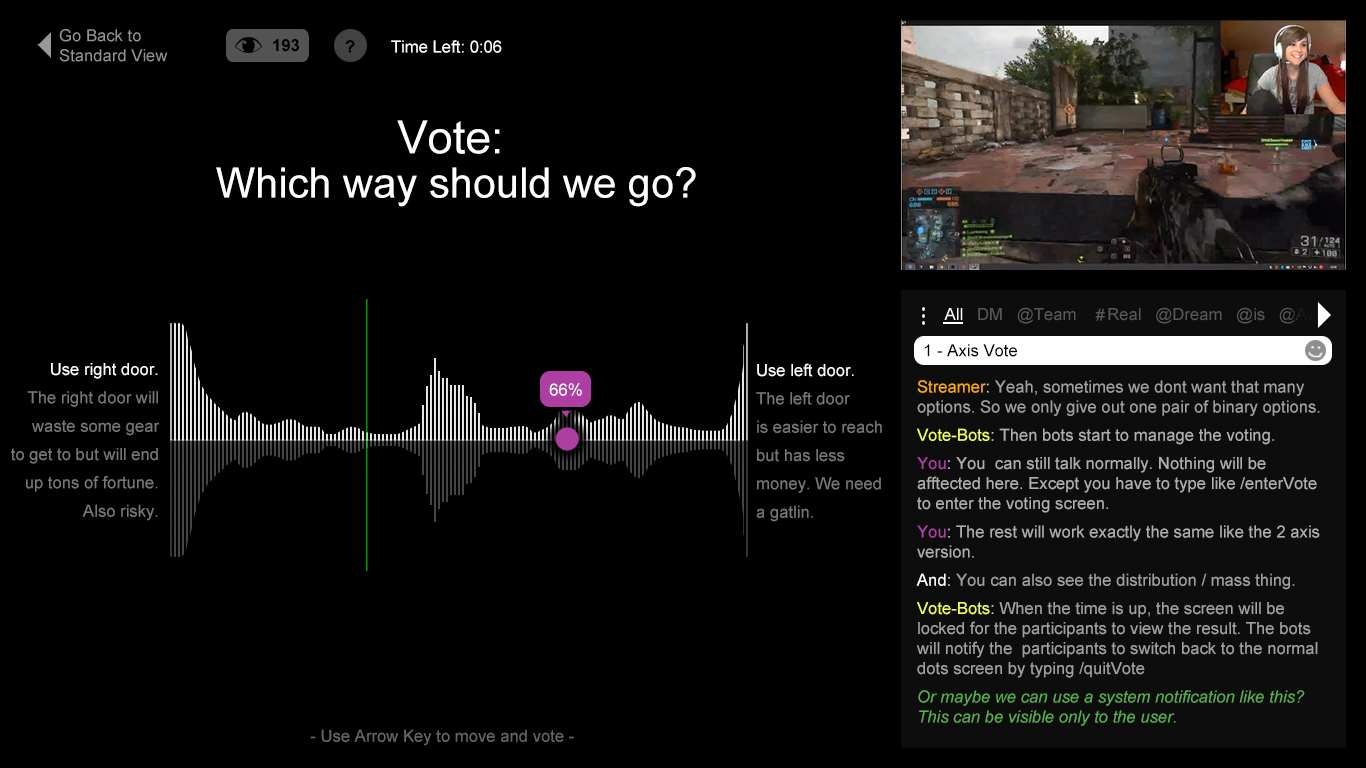 Go Back to
Standard View
193
?
Time Left: 0:06
Vote:
Which way should we go?
Use right door.
The right door will
waste some gear
to get to but will end
up tons of fortune.
Also risky.
66%
Use left door.
The left door
is easier to reach
but has less
money. We need
a gatlin.
- Use Arrow Key to move and vote -
31/124
All DM @Team #Real @Dream @is
1 - Axis Vote
Streamer: Yeah, sometimes we dont want that many
options. So we only give out one pair of binary options.
Vote-Bots: Then bots start to manage the voting.
You: You can still talk normally. Nothing will be
afftected here. Except you have to type like /enterVote
to enter the voting screen.
You: The rest will work exactly the same like the 2 axis
version.
And: You can also see the distribution / mass thing.
Vote-Bots: When the time is up, the screen will be
locked for the participants to view the result. The bots
will notify the participants to switch back to the normal
dots screen by typing /quitVote
Or maybe we can use a system notification like this?
This can be visible only to the user.